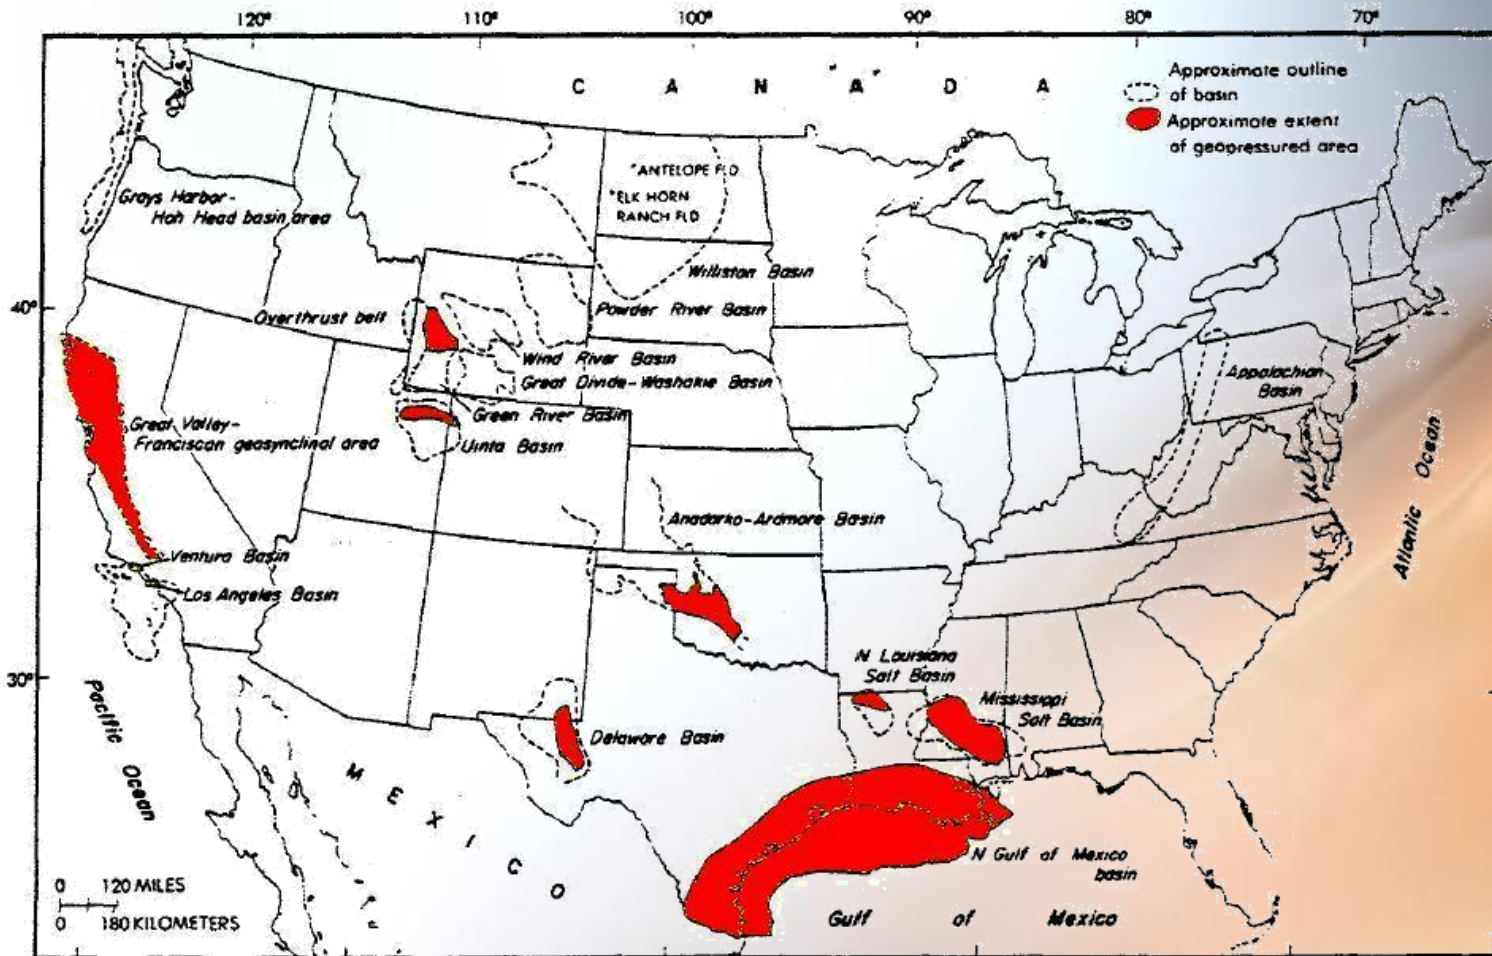 120° 110° 100° 90° 80° 70°
C A N A D A
Approximate outline
of basin
Approximate extent
of geopressured area
"ANTELOPE FLD
"ELK HORN
RANCH FLD
Grays Harbor-
Hoh Head basin area
Williston Basin
40°
Overthrust belt
Powder River Basin
Wind River Basin
Great Divide-Washakie Basin
Appalachian
Basin
Green River Basin
Great Valley-
Franciscan geosynclinal area
Uinta Basin
Anadarko-Ardmore Basin
Atlantic Ocean
Ventura Basin
Los Angeles Basin
30°
N Louisiana
Salt Basin
Mississippi
Salt Basin
Pacific Ocean
Delaware Basin
MEXICO
N Gulf of Mexico
basin
0 120 MILES
0 180 KILOMETERS
Gulf of Mexico